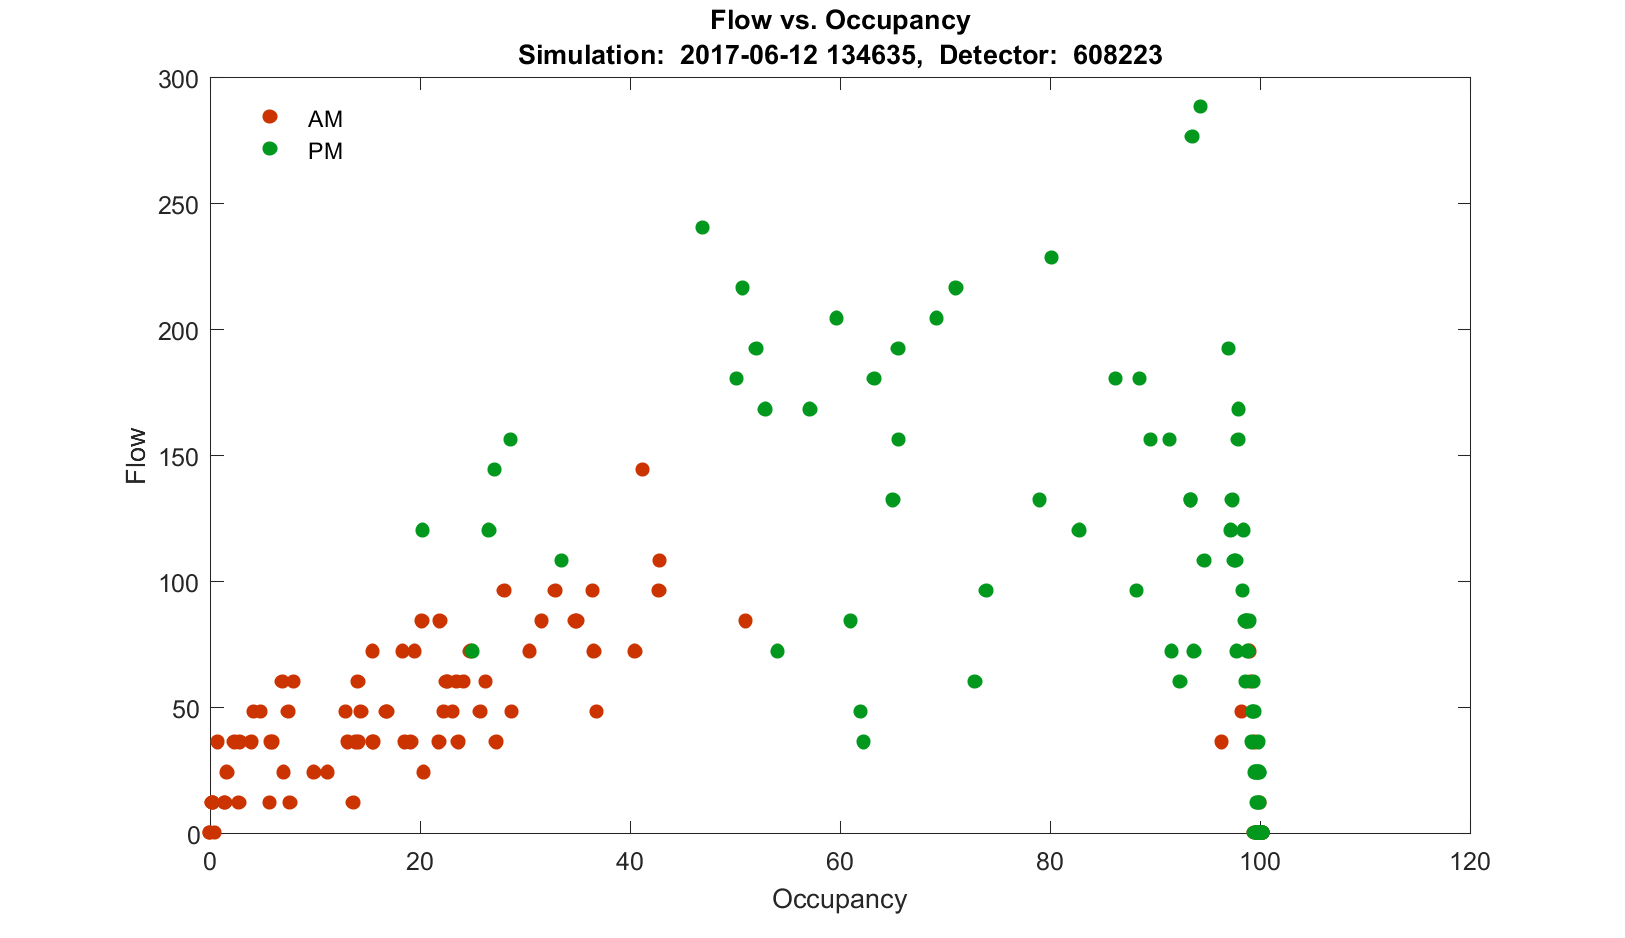 Flow vs. Occupancy
Simulation:  2017-06-12 134635,  Detector:  608223
300
AM
PM
250
200
150
Flow
100
50
0
0 20 40 60 80 100 120
Occupancy